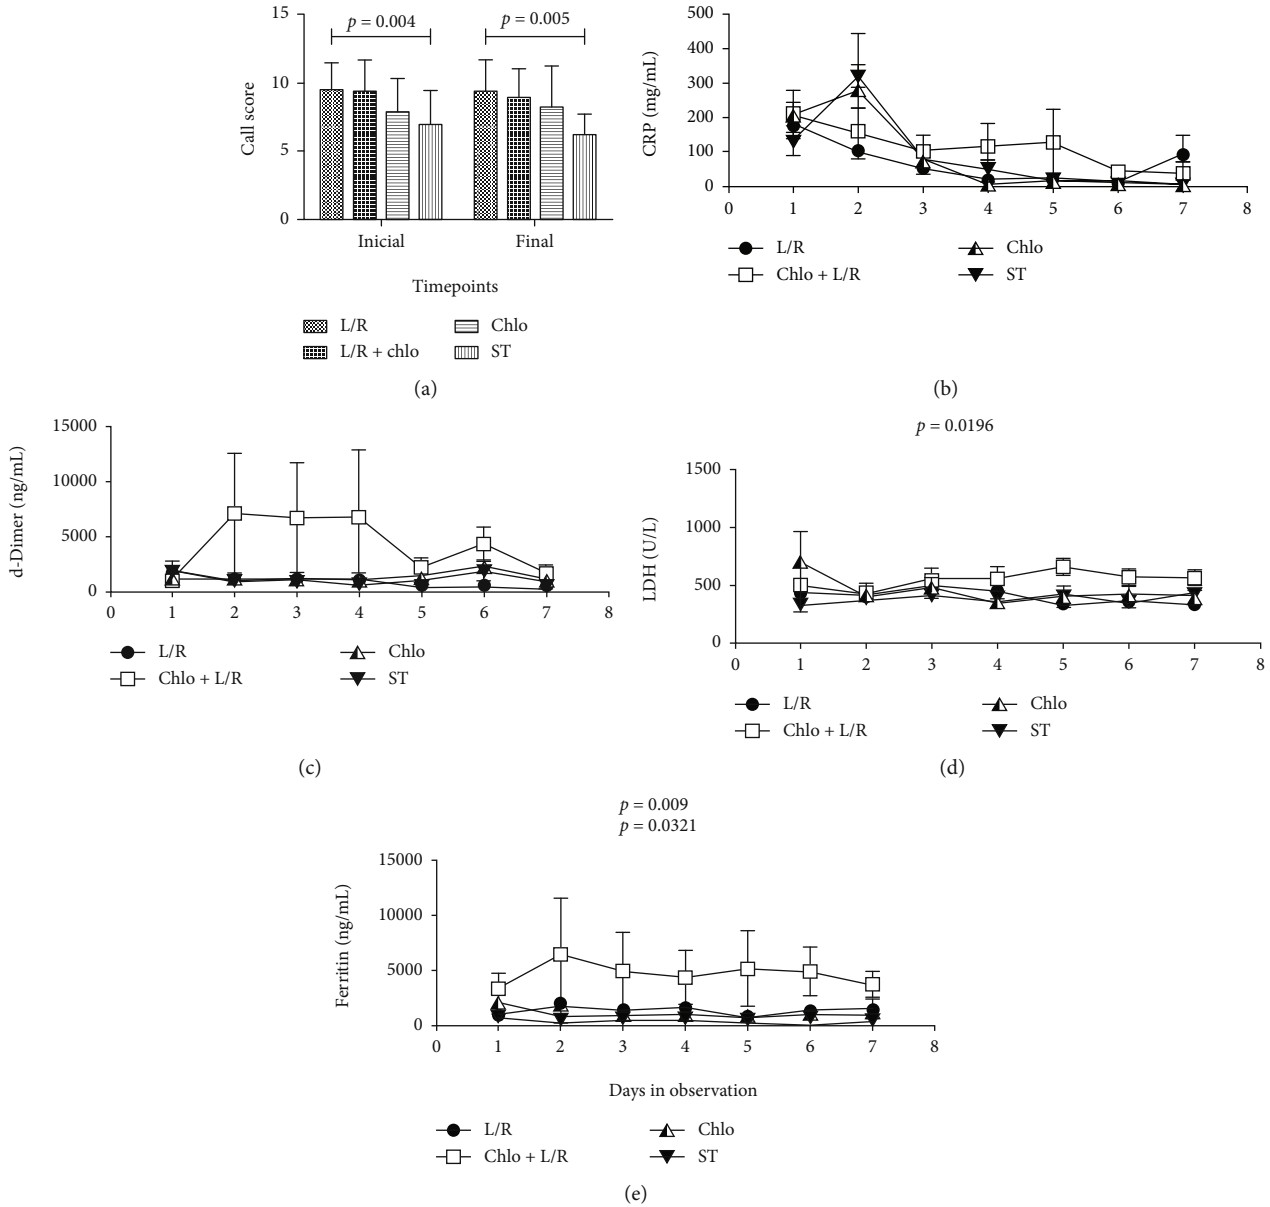 15
10
5
0
Call score
p = 0.004
p = 0.005
Inicial
Final
Timepoints
L/R
Chlo
L/R + chlo
ST
(a)
500
400
300
200
100
0
CRP (mg/mL)
0 1 2 3 4 5 6 7 8
L/R
Chlo
Chlo + L/R
ST
(b)
15000
10000
5000
0
d-Dimer (ng/mL)
0 1 2 3 4 5 6 7 8
L/R
Chlo
Chlo + L/R
ST
(c)
p = 0.0196
1500
1000
500
0
LDH (U/L)
0 1 2 3 4 5 6 7 8
L/R
Chlo
Chlo + L/R
ST
(d)
p = 0.009
p = 0.0321
15000
10000
5000
0
Ferritin (ng/mL)
0 1 2 3 4 5 6 7 8
Days in observation
L/R
Chlo
Chlo + L/R
ST
(e)